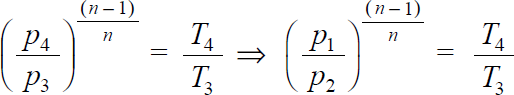 (p₄/p₃)^((n−1)/n) = T₄/T₃ ⇒ (p₁/p₂)^((n−1)/n) = T₄/T₃